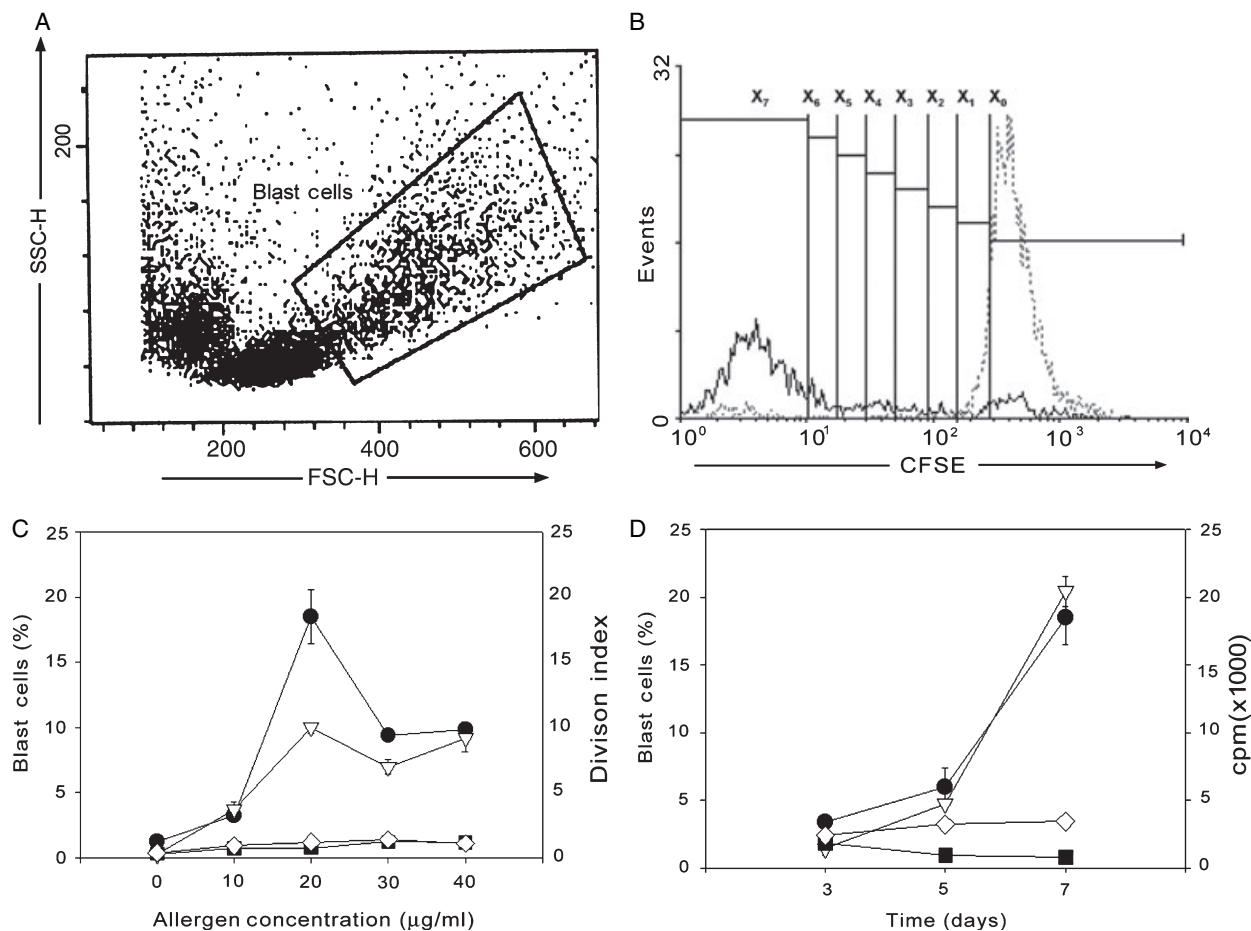 A
SSC-H
200
Blast cells
200 400 600
FSC-H
B
Events
32
0
X7 X6 X5 X4 X3 X2 X1 X0
10^0 10^1 10^2 10^3 10^4
CFSE
C
Blast cells (%)
25
20
15
10
5
0
25
20
15
10
5
0
Divison index
0 10 20 30 40
Allergen concentration (μg/ml)
D
Blast cells (%)
25
20
15
10
5
0
25
20
15
10
5
0
cpm(x1000)
3 5 7
Time (days)